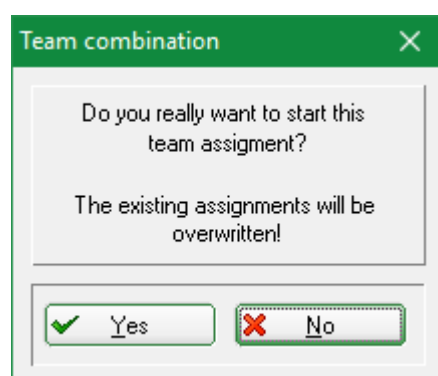 Team combination
Do you really want to start this
team assigment?
The existing assignments will be
overwritten!
Yes
No